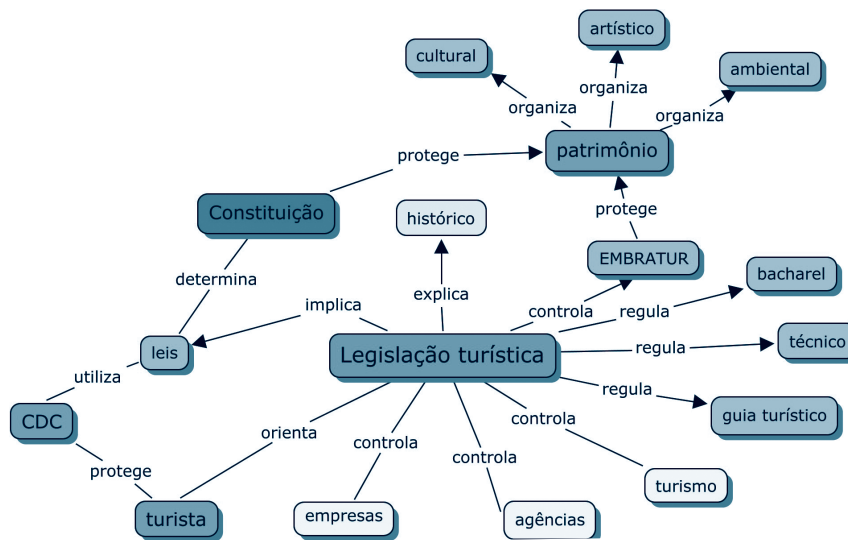 artístico
cultural
ambiental
organiza
organiza
organiza
patrimônio
protege
Constituição
histórico
protege
EMBRATUR
bacharel
determina
explica
controla
regula
implica
leis
Legislação turística
regula
técnico
utiliza
regula
guia turístico
CDC
orienta
controla
controla
controla
protege
turismo
turista
empresas
agências